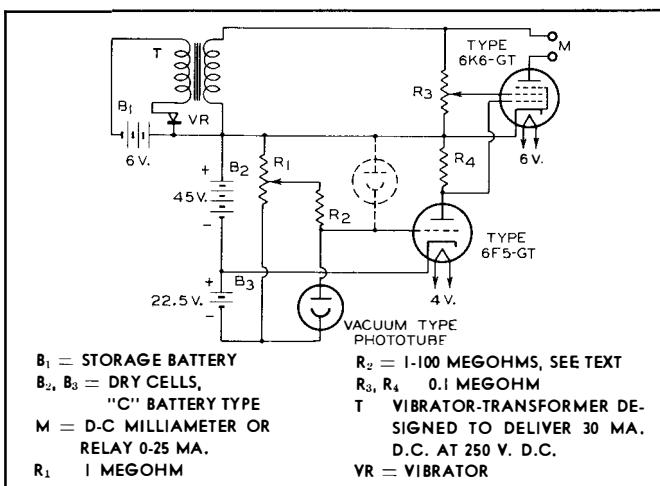 T
TYPE
6K6-GT
M
B₁
VR
R₃
6 V.
+
B₂
R₁
R₄
6 V.
45 V.
R₂
-
TYPE
6F5-GT
+
B₃
22.5 V.
-
4 V.
VACUUM TYPE
PHOTOTUBE
B₁ = STORAGE BATTERY
B₂, B₃ = DRY CELLS,
"C" BATTERY TYPE
M = D-C MILLIAMETER OR
RELAY 0-25 MA.
R₁ 1 MEGOHM
R₂ = 1-100 MEGOHMS, SEE TEXT
R₃, R₄ 0.1 MEGOHM
T VIBRATOR-TRANSFORMER DE-
SIGNED TO DELIVER 30 MA.
D.C. AT 250 V. D.C.
VR = VIBRATOR